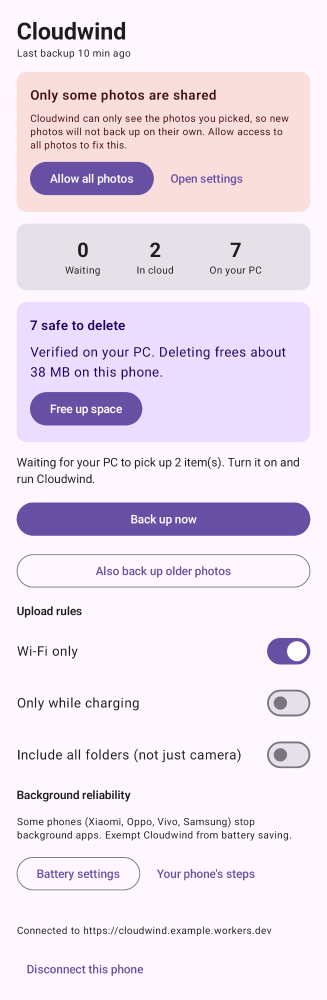 Cloudwind
Last backup 10 min ago
Only some photos are shared
Cloudwind can only see the photos you picked, so new
photos will not back up on their own. Allow access to
all photos to fix this.
Allow all photos
Open settings
0
2
7
Waiting
In cloud
On your PC
7 safe to delete
Verified on your PC. Deleting frees about
38 MB on this phone.
Free up space
Waiting for your PC to pick up 2 item(s). Turn it on and
run Cloudwind.
Back up now
Also back up older photos
Upload rules
Wi-Fi only
Only while charging
Include all folders (not just camera)
Background reliability
Some phones (Xiaomi, Oppo, Vivo, Samsung) stop
background apps. Exempt Cloudwind from battery saving.
Battery settings
Your phone's steps
Connected to https://cloudwind.example.workers.dev
Disconnect this phone